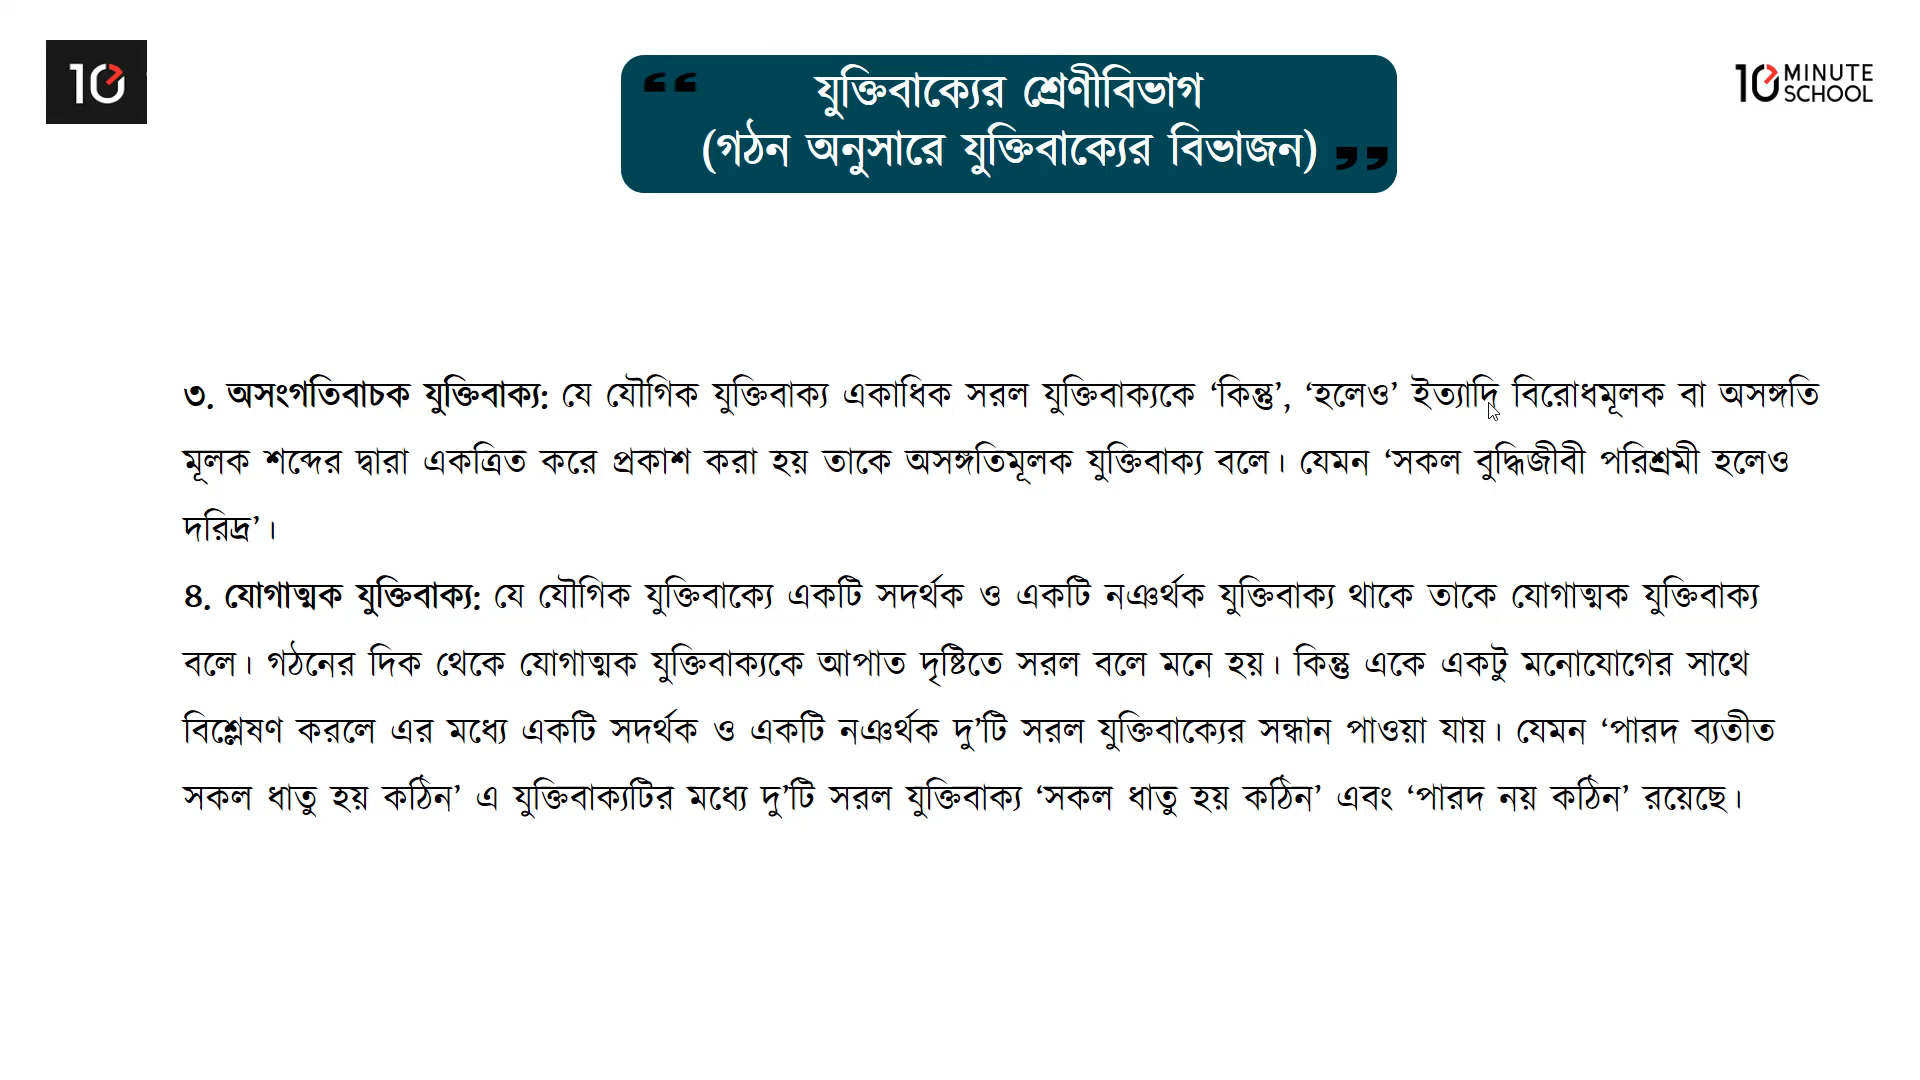 10
যুক্তিবাক্যের শ্রেণীবিভাগ
(গঠন অনুসারে যুক্তিবাক্যের বিভাজন)
10 MINUTE SCHOOL
৩. অসংগতিবাচক যুক্তিবাক্য: যে যৌগিক যুক্তিবাক্য একাধিক সরল যুক্তিবাক্যকে ‘কিন্তু’, ‘হলেও’ ইত্যাদি বিরোধমূলক বা অসঙ্গতি
মূলক শব্দের দ্বারা একত্রিত করে প্রকাশ করা হয় তাকে অসঙ্গতিমূলক যুক্তিবাক্য বলে। যেমন ‘সকল বুদ্ধিজীবী পরিশ্রমী হলেও
দরিদ্র’।
৪. যোগাত্মক যুক্তিবাক্য: যে যৌগিক যুক্তিবাক্যে একটি সদর্থক ও একটি নঞর্থক যুক্তিবাক্য থাকে তাকে যোগাত্মক যুক্তিবাক্য
বলে। গঠনের দিক থেকে যোগাত্মক যুক্তিবাক্যকে আপাত দৃষ্টিতে সরল বলে মনে হয়। কিন্তু একে একটু মনোযোগের সাথে
বিশ্লেষণ করলে এর মধ্যে একটি সদর্থক ও একটি নঞর্থক দু’টি সরল যুক্তিবাক্যের সন্ধান পাওয়া যায়। যেমন ‘পারদ ব্যতীত
সকল ধাতু হয় কঠিন’ এ যুক্তিবাক্যটির মধ্যে দু’টি সরল যুক্তিবাক্য ‘সকল ধাতু হয় কঠিন’ এবং ‘পারদ নয় কঠিন’ রয়েছে।